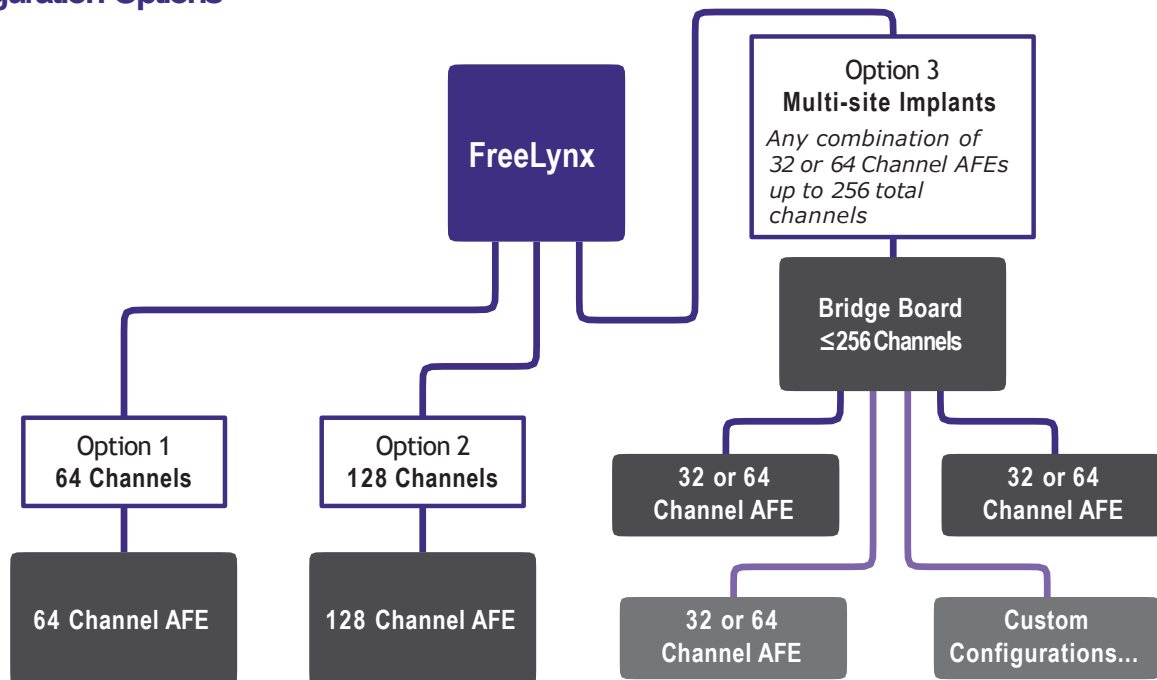 FreeLynx
Option 3
Multi-site Implants
Any combination of
32 or 64 Channel AFEs
up to 256 total
channels
Bridge Board
≤256 Channels
Option 1
64 Channels
Option 2
128 Channels
32 or 64
Channel AFE
32 or 64
Channel AFE
64 Channel AFE
128 Channel AFE
32 or 64
Channel AFE
Custom
Configurations...